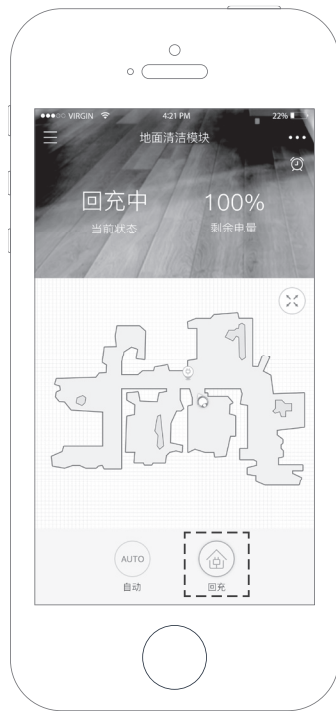 VIRGIN 4:21 PM 22%
地面清洁模块
回充中 100%
当前状态 剩余电量
AUTO
自动 回充